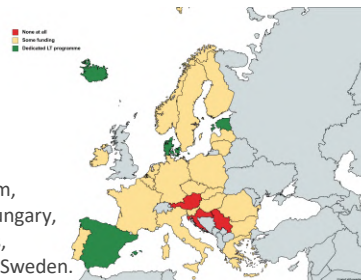 None at all
Some funding
Dedicated LT programme
m,
ungary,
,
Sweden.